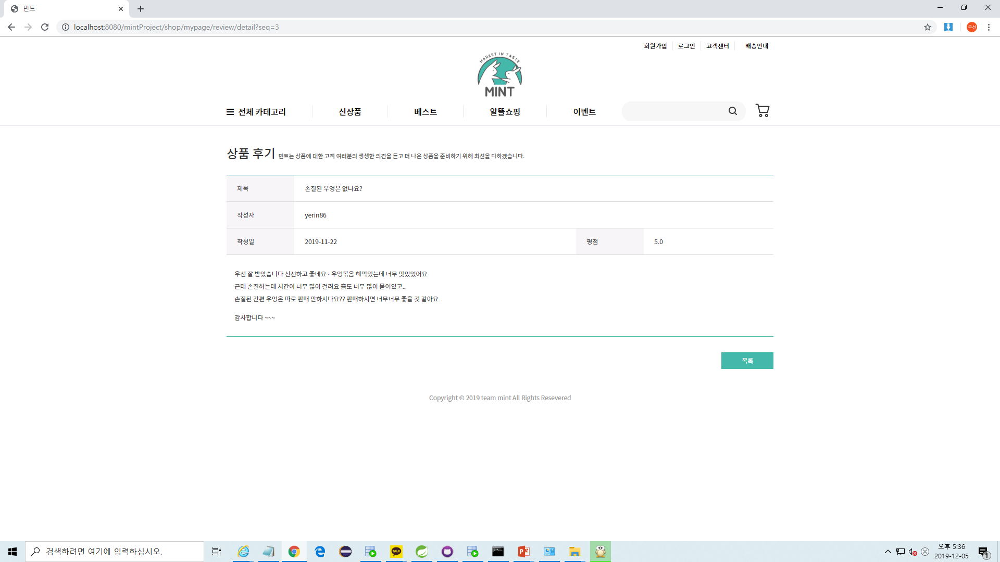 민트
localhost:8080/mintProject/shop/mypage/review/detail?seq=3
무선
회원가입 로그인 고객센터 배송안내
MARKET IN TASTE
MINT
전체 카테고리 신상품 베스트 알뜰쇼핑 이벤트
상품 후기 민트는 상품에 대한 고객 여러분의 생생한 의견을 듣고 더 나은 상품을 준비하기 위해 최선을 다하겠습니다.
제목 손질된 우엉은 없나요?
작성자 yerin86
작성일 2019-11-22 평점 5.0
우선 잘 받았습니다 신선하고 좋네요~ 우엉볶음 해먹었는데 너무 맛있었어요
근데 손질하는데 시간이 너무 많이 걸려요 흙도 너무 많이 묻어있고..
손질된 간편 우엉은 따로 판매 안하시나요?? 판매하시면 너무너무 좋을 것 같아요
감사합니다 ~~~
목록
Copyright © 2019 team mint All Rights Resevered
검색하려면 여기에 입력하십시오.
TALK
오후 5:36
2019-12-05
1